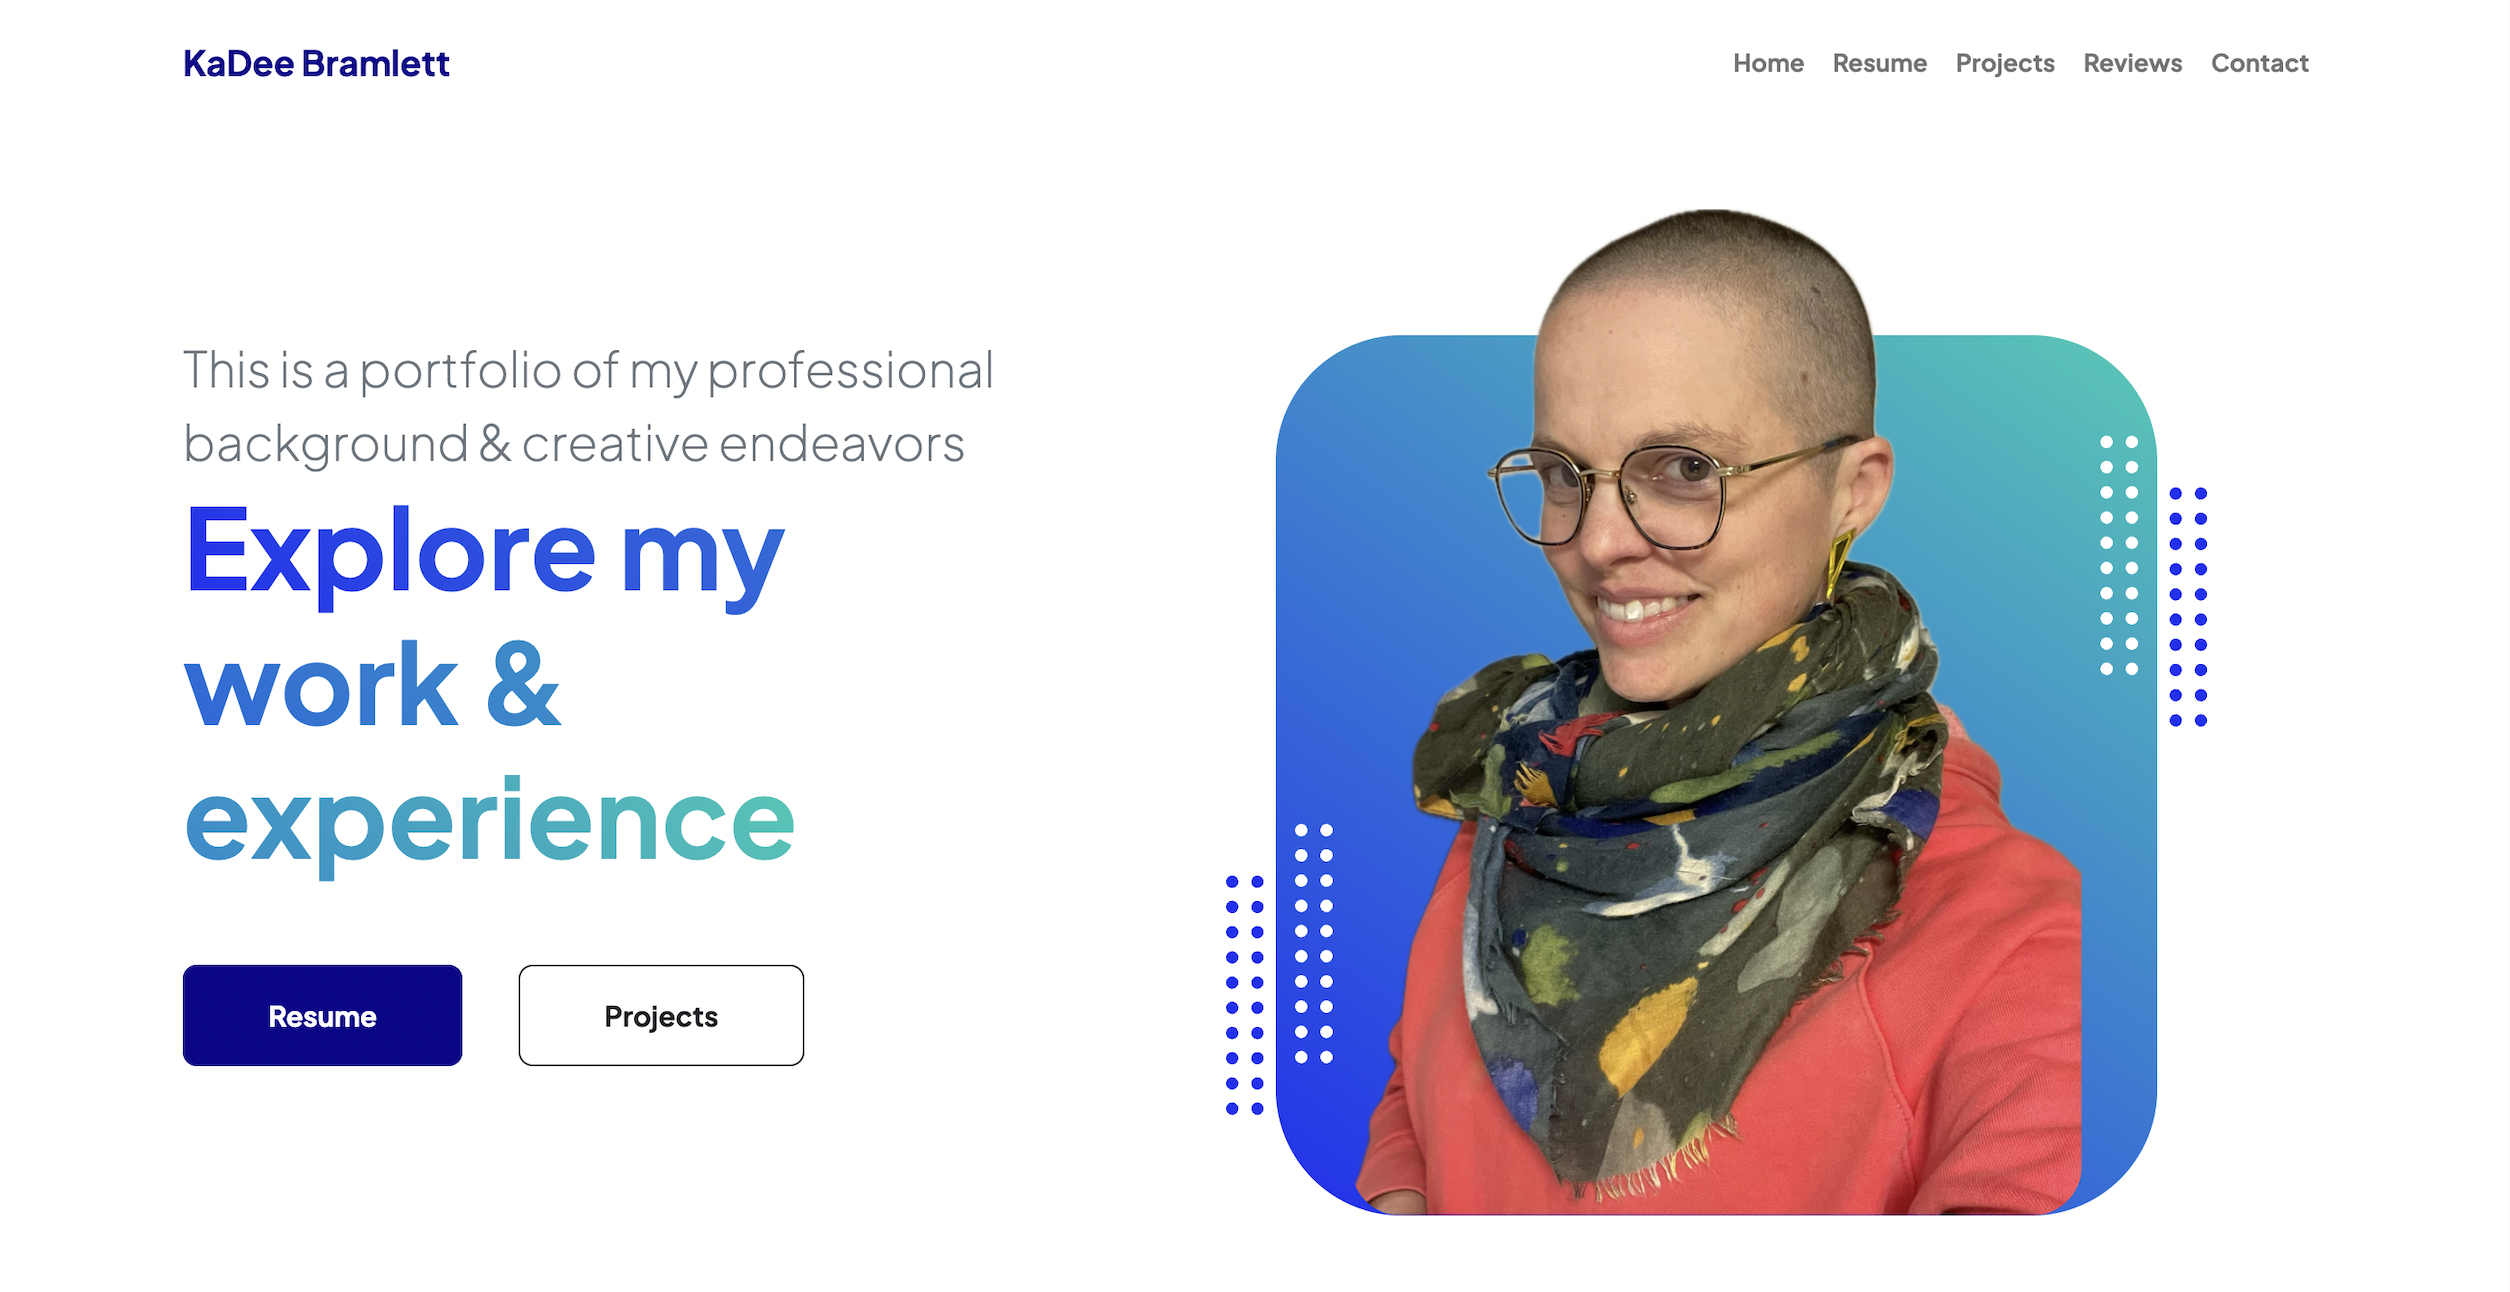 KaDee Bramlett
Home Resume Projects Reviews Contact
This is a portfolio of my professional
background & creative endeavors
Explore my
work &
experience
Resume
Projects